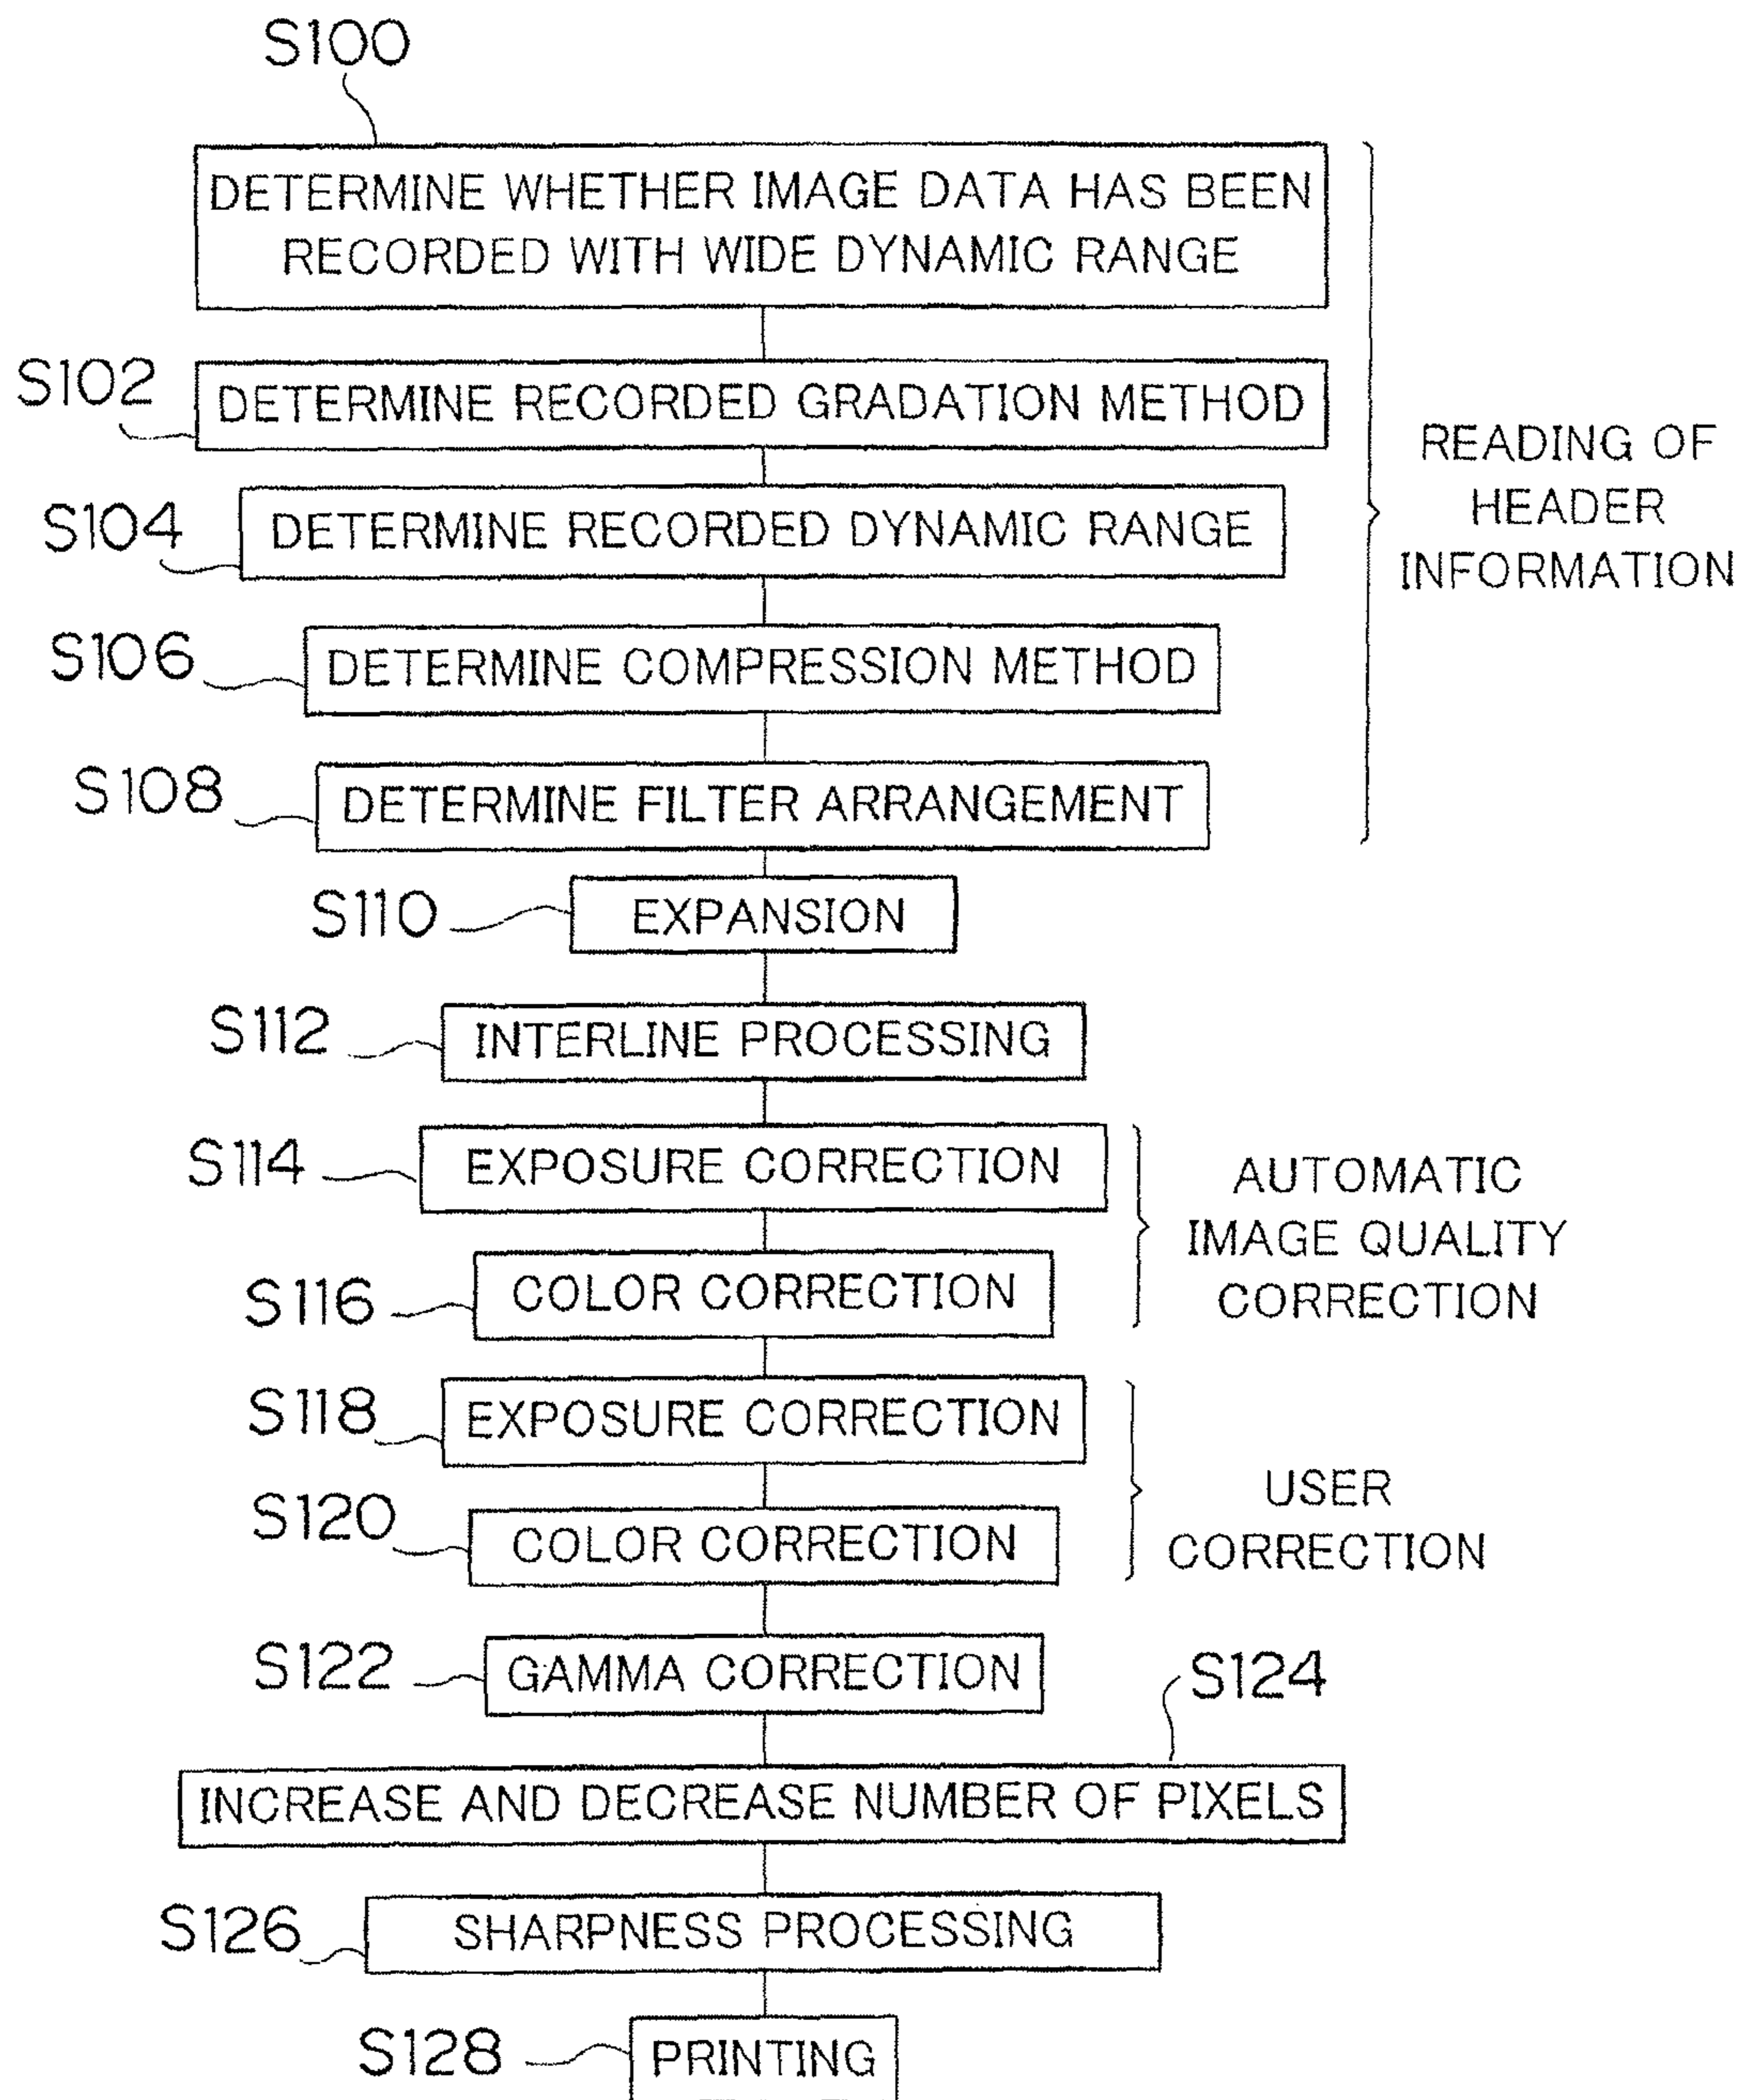 S100
DETERMINE WHETHER IMAGE DATA HAS BEEN
RECORDED WITH WIDE DYNAMIC RANGE
S102
DETERMINE RECORDED GRADATION METHOD
S104
DETERMINE RECORDED DYNAMIC RANGE
READING OF
HEADER
INFORMATION
S106
DETERMINE COMPRESSION METHOD
S108
DETERMINE FILTER ARRANGEMENT
S110
EXPANSION
S112
INTERLINE PROCESSING
S114
EXPOSURE CORRECTION
S116
COLOR CORRECTION
AUTOMATIC
IMAGE QUALITY
CORRECTION
S118
EXPOSURE CORRECTION
S120
COLOR CORRECTION
USER
CORRECTION
S122
GAMMA CORRECTION
S124
INCREASE AND DECREASE NUMBER OF PIXELS
S126
SHARPNESS PROCESSING
S128
PRINTING